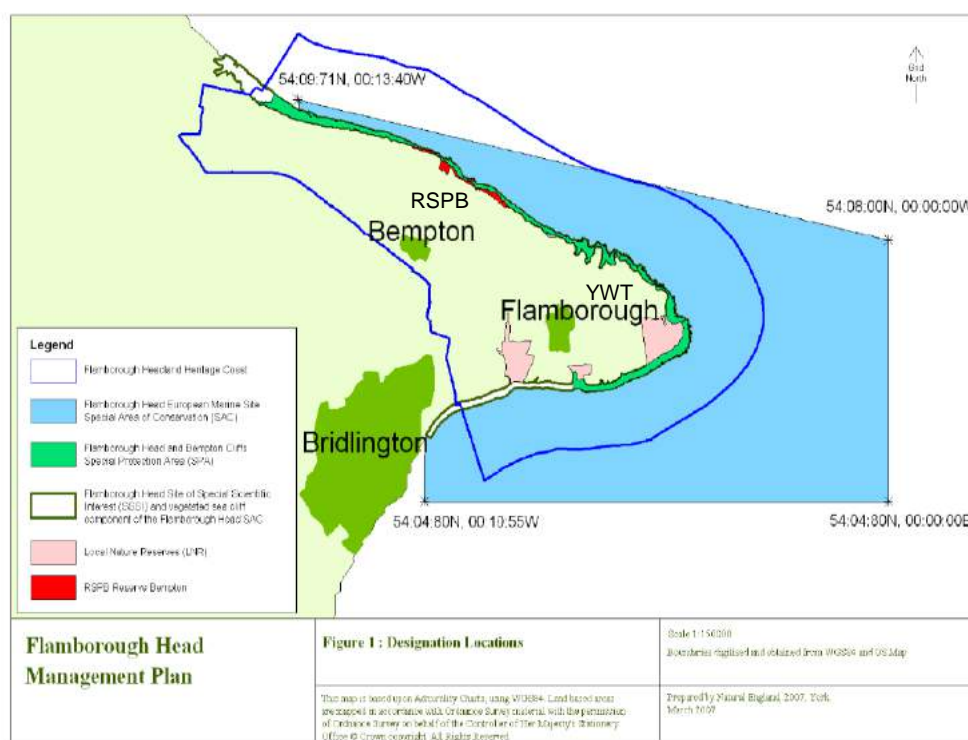 54:09:71N, 00:13:40W
Grid
North
54:08:00N, 00:00:00W
RSPB
Bempton
YWT
Flamborough
Bridlington
54:04:80N, 00:10:55W
54:04:80N, 00:00:00E
Legend
Flamborough Headland Heritage Coast
Flamborough Head European Marine Site
Special Area of Conservation (SAC)
Flamborough Head and Bempton Cliffs
Special Protection Area (SPA)
Flamborough Head Site of Special Scientific
Interest (SSSI) and vegetated sea cliff
component of the Flamborough Head SAC
Local Nature Reserves (LNR)
RSPB Reserve Bempton
Flamborough Head
Management Plan
Figure 1 : Designation Locations
This map is based upon Admiralty Charts, using WGS84. Land based areas
are mapped in accordance with Ordnance Survey material with the permission
of Ordnance Survey on behalf of the Controller of Her Majesty's Stationery
Office © Crown copyright. All Rights Reserved.
Scale 1:150000
Boundaries digitised and obtained from WGS84 and OS Map
Prepared by Natural England, 2007, York.
March 2007